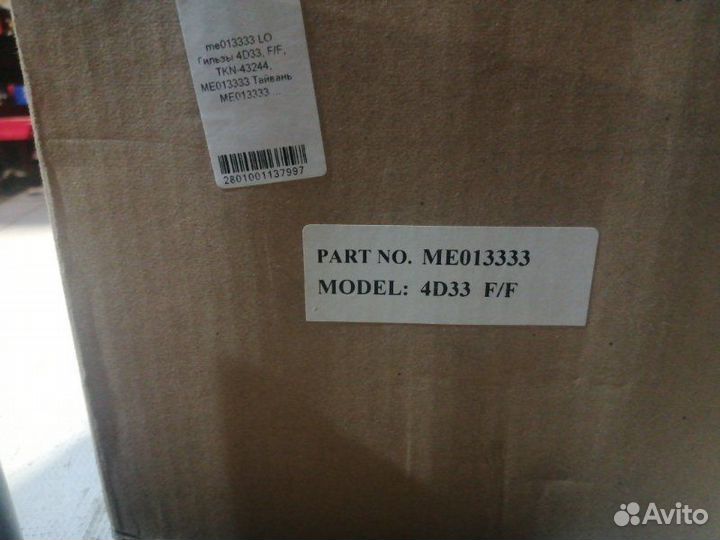 me013333 LO
Гильзы 4D33, F/F,
TKN-43244,
ME013333 Тайвань
ME013333 ...
2801001137997
PART NO. ME013333
MODEL: 4D33 F/F
Avito